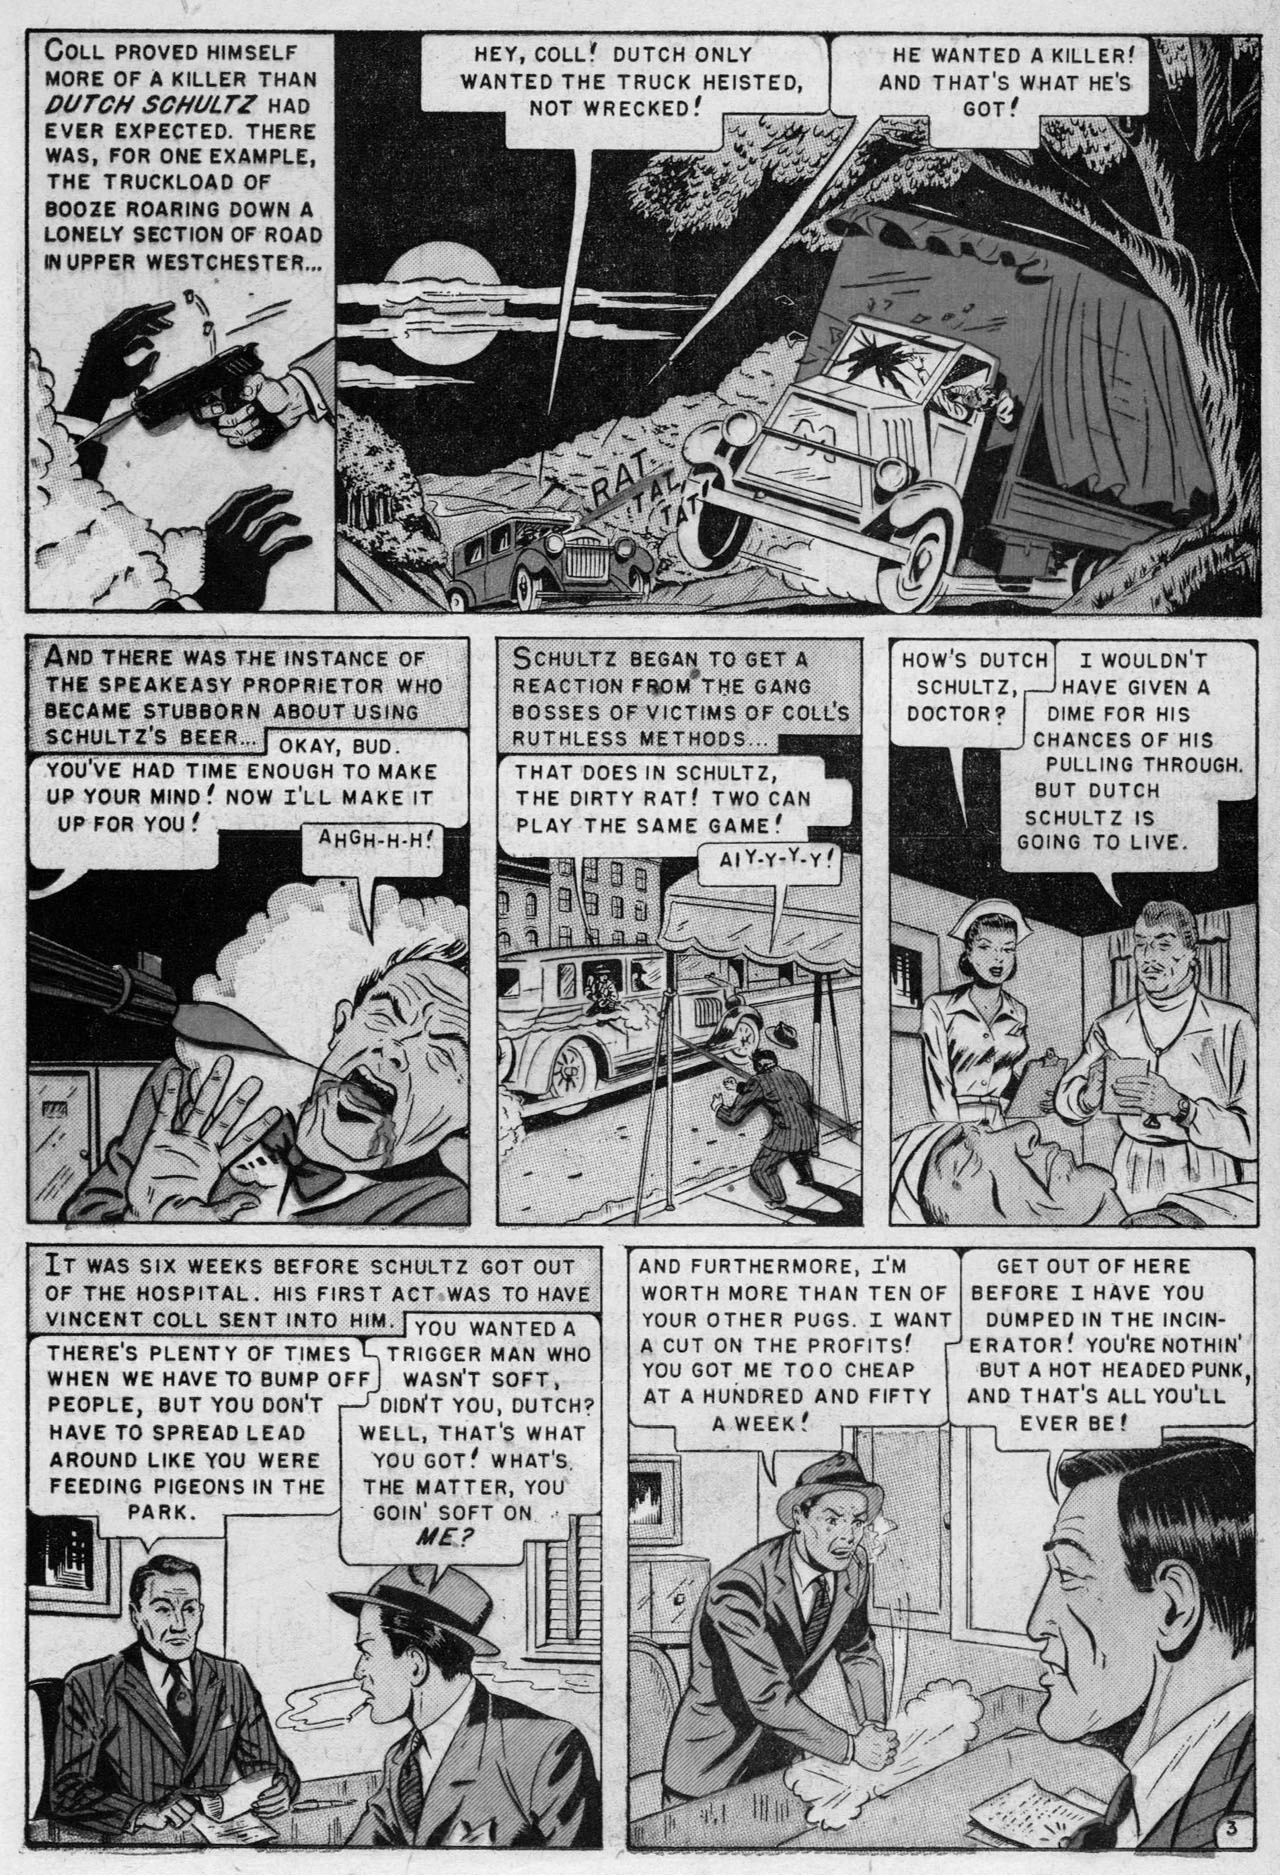 COLL PROVED HIMSELF
MORE OF A KILLER THAN
DUTCH SCHULTZ HAD
EVER EXPECTED. THERE
WAS, FOR ONE EXAMPLE,
THE TRUCKLOAD OF
BOOZE ROARING DOWN A
LONELY SECTION OF ROAD
IN UPPER WESTCHESTER...
HEY, COLL! DUTCH ONLY
WANTED THE TRUCK HEISTED,
NOT WRECKED!
HE WANTED A KILLER!
AND THAT'S WHAT HE'S
GOT!
RAT
TAT
TAT!
M
AND THERE WAS THE INSTANCE OF
THE SPEAKEASY PROPRIETOR WHO
BECAME STUBBORN ABOUT USING
SCHULTZ'S BEER...
OKAY, BUD.
YOU'VE HAD TIME ENOUGH TO MAKE
UP YOUR MIND! NOW I'LL MAKE IT
UP FOR YOU!
AHGH-H-H!
SCHULTZ BEGAN TO GET A
REACTION FROM THE GANG
BOSSES OF VICTIMS OF COLL'S
RUTHLESS METHODS...
THAT DOES IN SCHULTZ,
THE DIRTY RAT! TWO CAN
PLAY THE SAME GAME!
AIY-Y-Y-Y!
HOW'S DUTCH
SCHULTZ,
DOCTOR?
I WOULDN'T
HAVE GIVEN A
DIME FOR HIS
CHANCES OF HIS
PULLING THROUGH.
BUT DUTCH
SCHULTZ IS
GOING TO LIVE.
IT WAS SIX WEEKS BEFORE SCHULTZ GOT OUT
OF THE HOSPITAL. HIS FIRST ACT WAS TO HAVE
VINCENT COLL SENT INTO HIM.
THERE'S PLENTY OF TIMES
WHEN WE HAVE TO BUMP OFF
PEOPLE, BUT YOU DON'T
HAVE TO SPREAD LEAD
AROUND LIKE YOU WERE
FEEDING PIGEONS IN THE
PARK.
YOU WANTED A
TRIGGER MAN WHO
WASN'T SOFT,
DIDN'T YOU, DUTCH?
WELL, THAT'S WHAT
YOU GOT! WHAT'S
THE MATTER, YOU
GOIN' SOFT ON
ME?
AND FURTHERMORE, I'M
WORTH MORE THAN TEN OF
YOUR OTHER PUGS. I WANT
A CUT ON THE PROFITS!
YOU GOT ME TOO CHEAP
AT A HUNDRED AND FIFTY
A WEEK!
GET OUT OF HERE
BEFORE I HAVE YOU
DUMPED IN THE INCIN-
ERATOR! YOU'RE NOTHIN'
BUT A HOT HEADED PUNK,
AND THAT'S ALL YOU'LL
EVER BE!
3